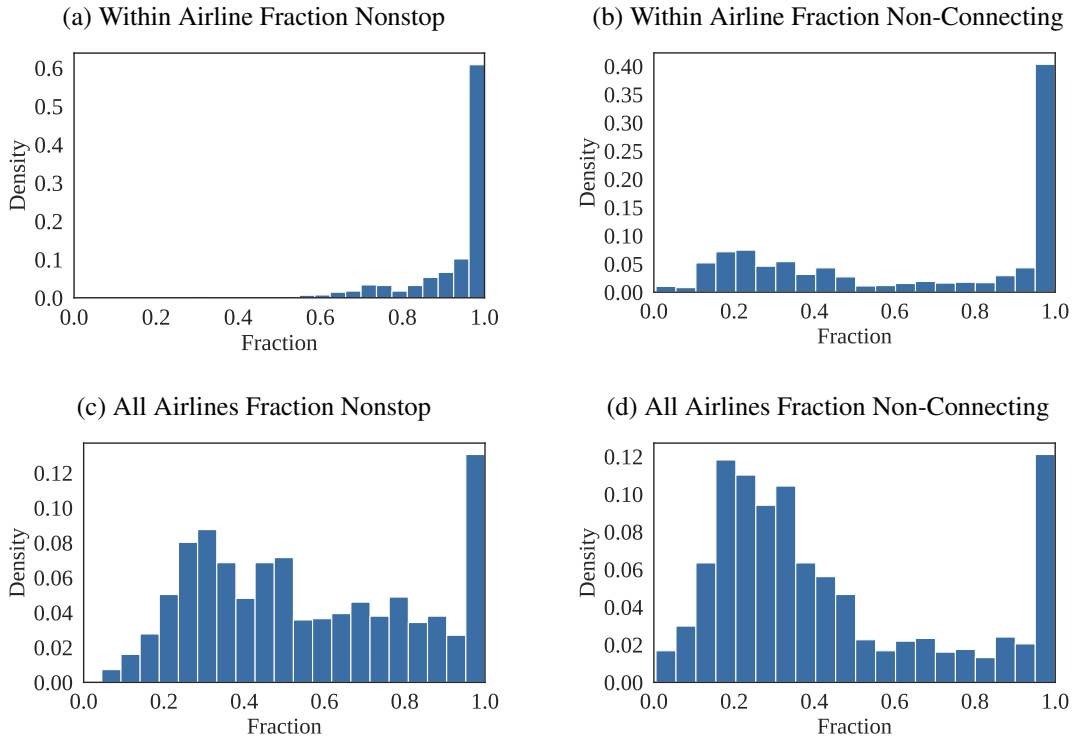 (a) Within Airline Fraction Nonstop
0.6
0.5
0.4
0.3
0.2
0.1
0.0
Density
0.0 0.2 0.4 0.6 0.8 1.0
Fraction
(b) Within Airline Fraction Non-Connecting
0.40
0.35
0.30
0.25
0.20
0.15
0.10
0.05
0.00
Density
0.0 0.2 0.4 0.6 0.8 1.0
Fraction
(c) All Airlines Fraction Nonstop
0.12
0.10
0.08
0.06
0.04
0.02
0.00
Density
0.0 0.2 0.4 0.6 0.8 1.0
Fraction
(d) All Airlines Fraction Non-Connecting
0.12
0.10
0.08
0.06
0.04
0.02
0.00
Density
0.0 0.2 0.4 0.6 0.8 1.0
Fraction